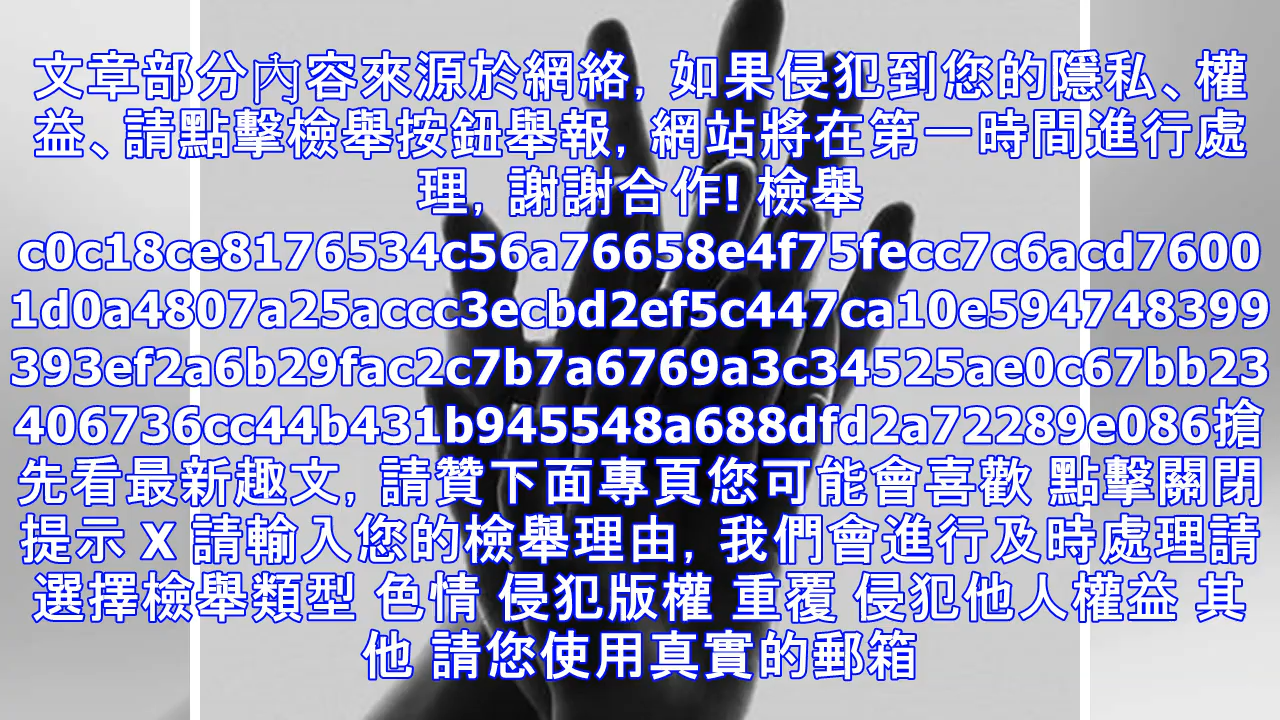 文章部分內容來源於網絡, 如果侵犯到您的隱私、權
益、請點擊檢舉按鈕舉報, 網站將在第一時間進行處
理, 謝謝合作! 檢舉
c0c18ce8176534c56a76658e4f75fecc7c6acd7600
1d0a4807a25accc3ecbd2ef5c447ca10e594748399
393ef2a6b29fac2c7b7a6769a3c34525ae0c67bb23
406736cc44b431b945548a688dfd2a72289e086搶
先看最新趣文, 請贊下面專頁您可能會喜歡 點擊關閉
提示 X 請輸入您的檢舉理由, 我們會進行及時處理請
選擇檢舉類型 色情 侵犯版權 重覆 侵犯他人權益 其
他 請您使用真實的郵箱